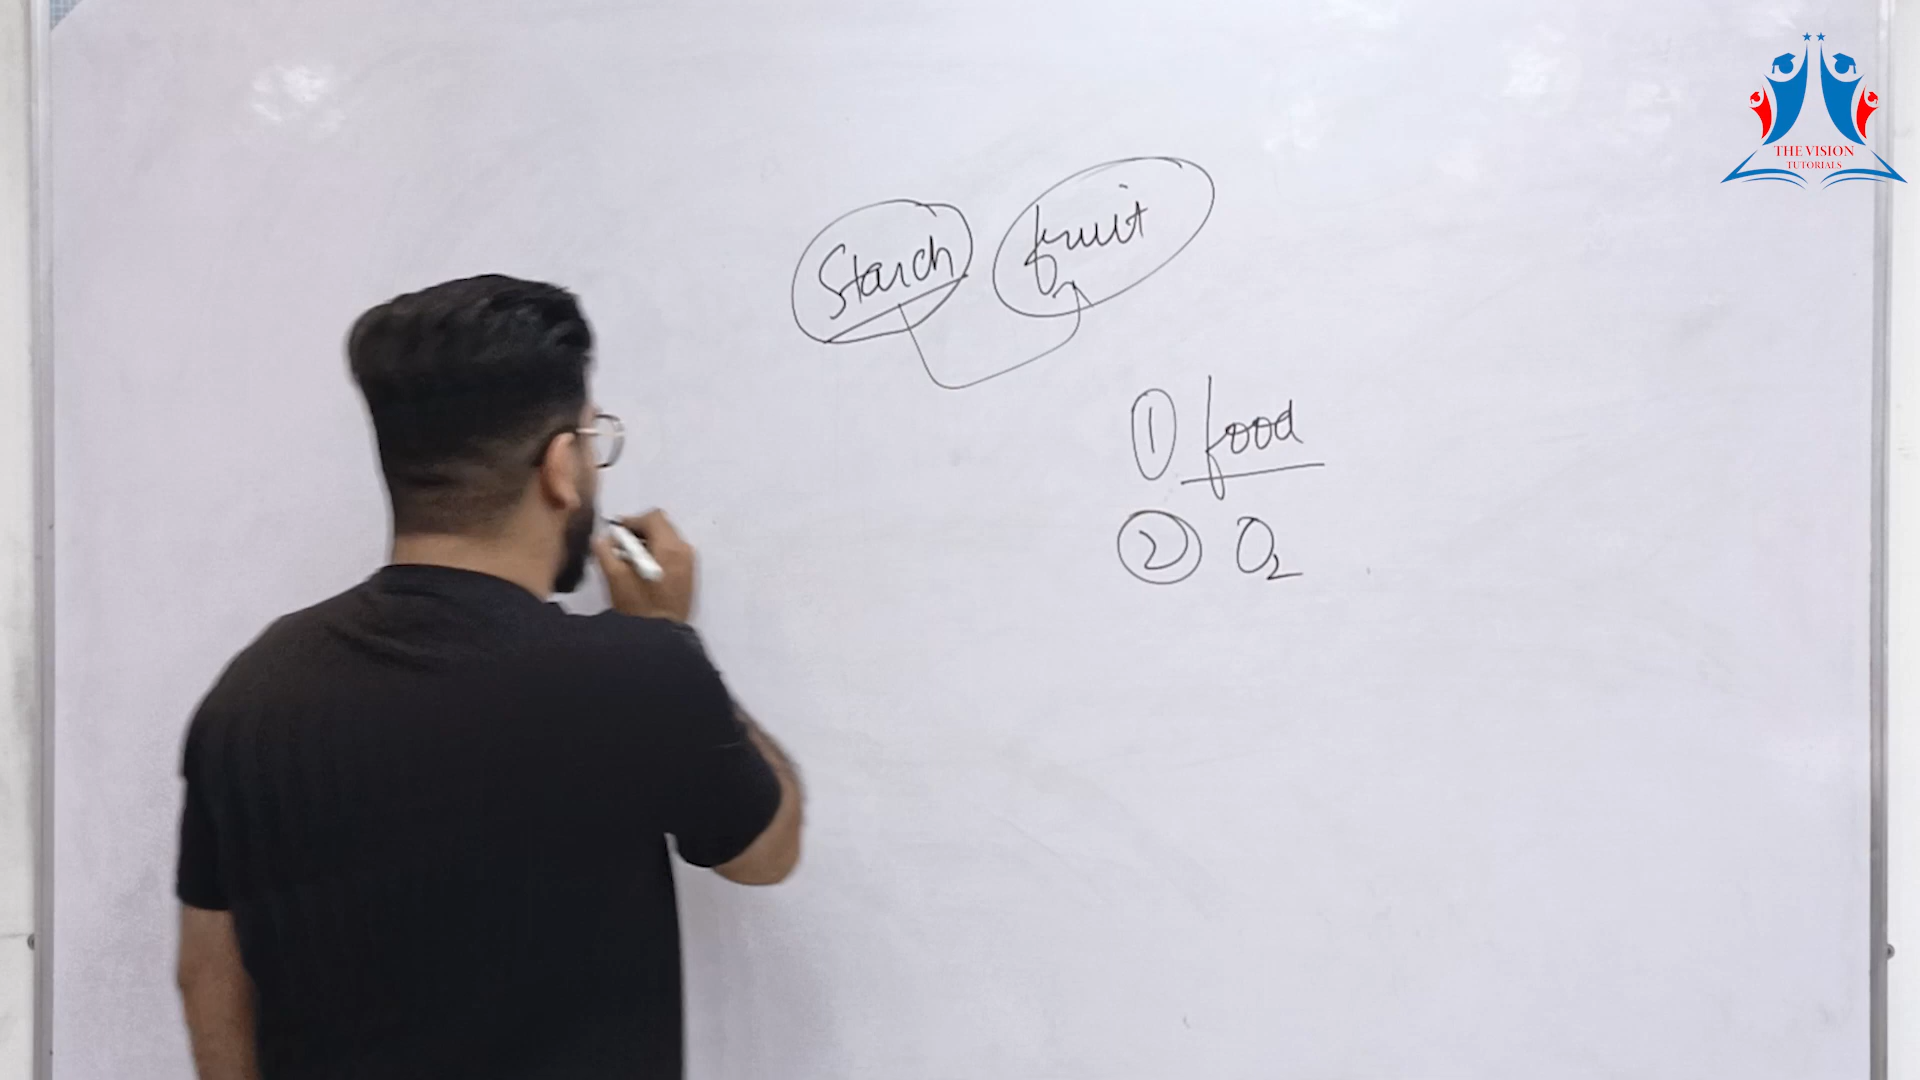 THE VISION
TUTORIALS
Starch fruit
① food
② O₂